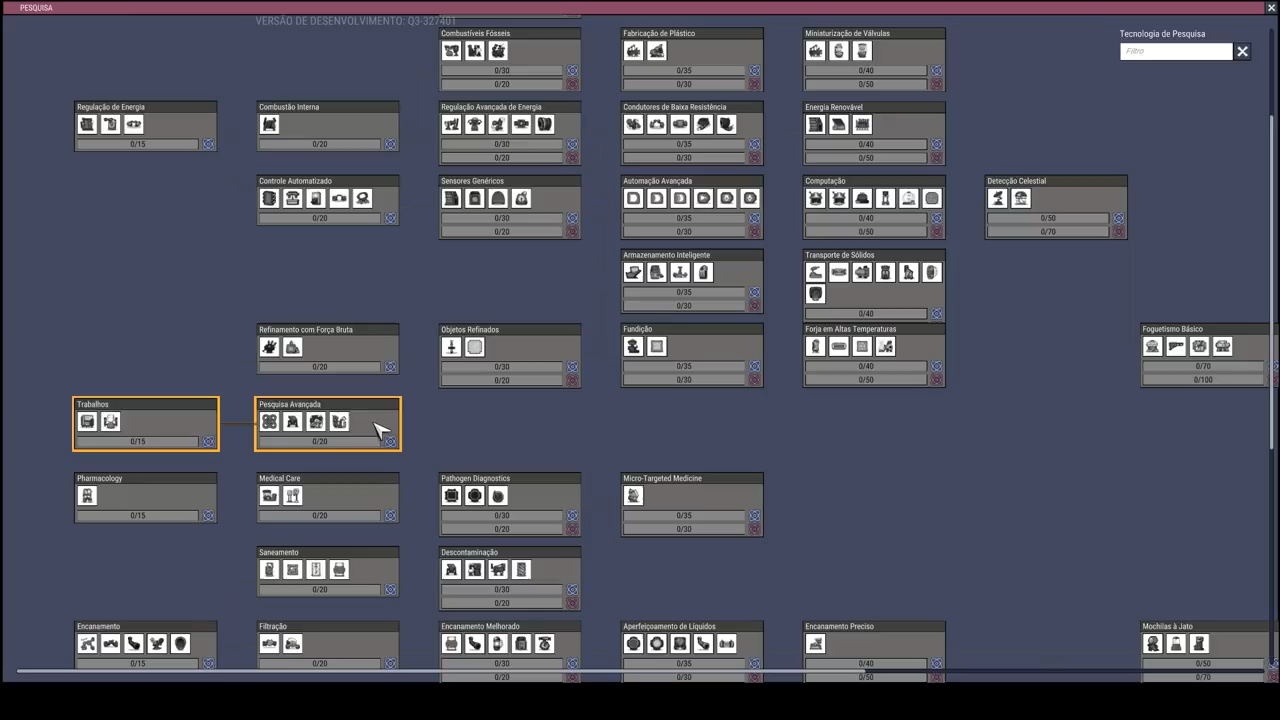 PESQUISA
VERSÃO DE DESENVOLVIMENTO: Q3-327401
Tecnologia de Pesquisa
Filtro
Combustíveis Fósseis
0/30
0/20
Fabricação de Plástico
0/35
0/30
Miniaturização de Válvulas
0/40
0/50
Regulação de Energia
0/15
Combustão Interna
0/20
Regulação Avançada de Energia
0/30
0/20
Condutores de Baixa Resistência
0/35
0/30
Energia Renovável
0/40
0/50
Controle Automatizado
0/20
Sensores Genéricos
0/30
0/20
Automação Avançada
0/35
0/30
Computação
0/40
0/50
Detecção Celestial
0/50
0/70
Armazenamento Inteligente
0/35
0/30
Transporte de Sólidos
0/40
Refinamento com Força Bruta
0/20
Objetos Refinados
0/30
0/20
Fundição
0/35
0/30
Forja em Altas Temperaturas
0/40
0/50
Foguetismo Básico
0/70
0/100
Trabalhos
0/15
Pesquisa Avançada
0/20
Pharmacology
0/15
Medical Care
0/20
Pathogen Diagnostics
0/30
0/20
Micro-Targeted Medicine
0/35
0/30
Saneamento
0/20
Descontaminação
0/30
0/20
Encanamento
0/15
Filtração
0/20
Encanamento Melhorado
0/30
0/20
Aperfeiçoamento de Líquidos
0/35
0/30
Encanamento Preciso
0/40
0/50
Mochilas à Jato
0/50
0/70